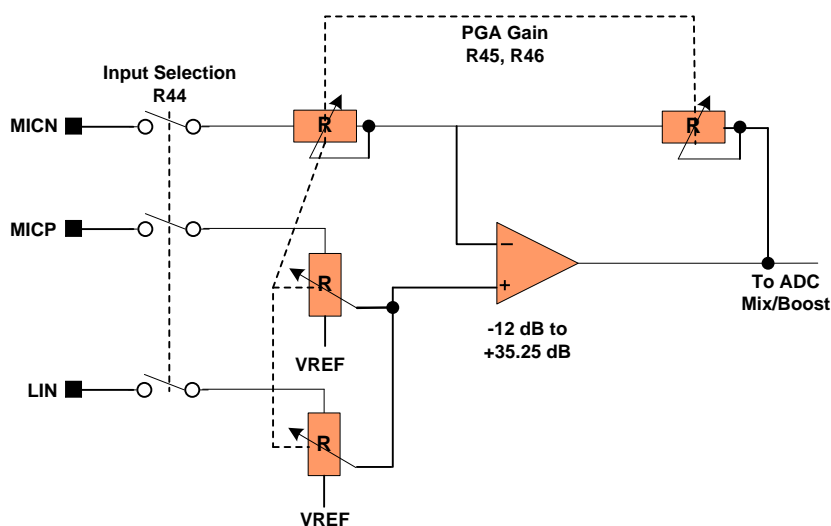 PGA Gain
R45, R46
Input Selection
R44
MICN
R
R
MICP
R
−
+
To ADC
Mix/Boost
-12 dB to
+35.25 dB
VREF
LIN
R
VREF